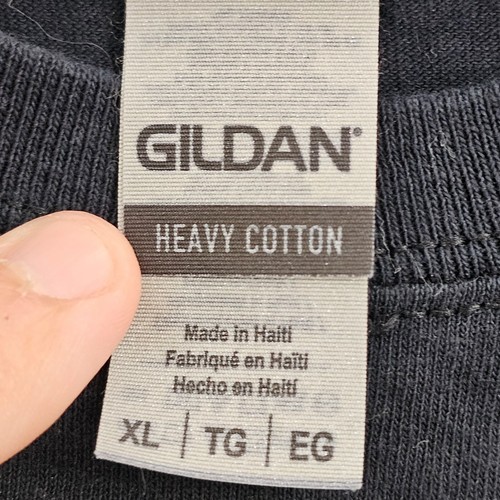 GILDAN®
HEAVY COTTON
Made in Haiti
Fabriqué en Haïti
Hecho en Haití
XL | TG | EG